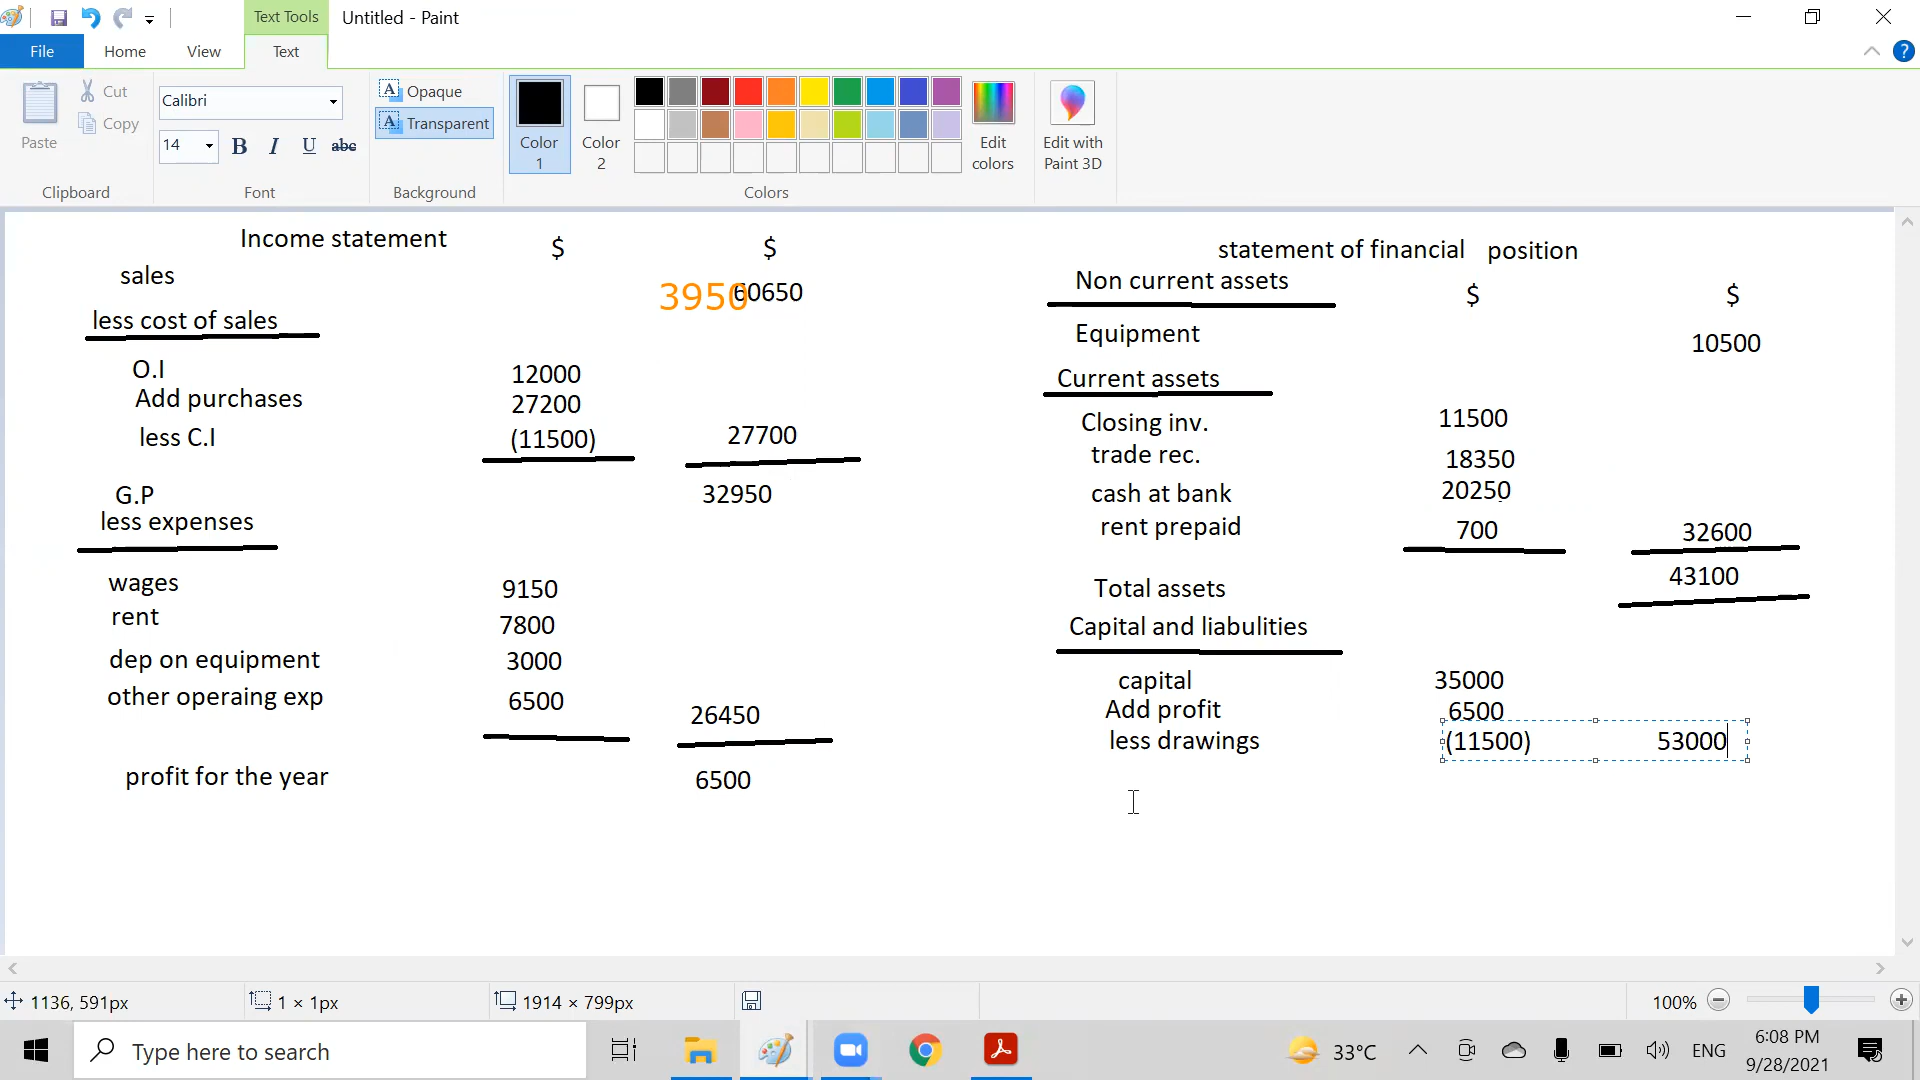 Untitled - Paint
Text Tools
File
Home
View
Text
Paste
Cut
Copy
Clipboard
Calibri
14
B I U abc
Font
A Opaque
A Transparent
Background
Color 1
Color 2
Colors
Edit colors
Edit with Paint 3D
Income statement
$ $
sales
3950 60650
less cost of sales
O.I 12000
Add purchases 27200
less C.I (11500) 27700
G.P 32950
less expenses
wages 9150
rent 7800
dep on equipment 3000
other operaing exp 6500 26450
profit for the year 6500
statement of financial position
Non current assets
$ $
Equipment 10500
Current assets
Closing inv. 11500
trade rec. 18350
cash at bank 20250
rent prepaid 700 32600
Total assets 43100
Capital and liabulities
capital 35000
Add profit 6500
less drawings (11500) 53000
1136, 591px
1 × 1px
1914 × 799px
100%
Type here to search
33°C
ENG
6:08 PM
9/28/2021